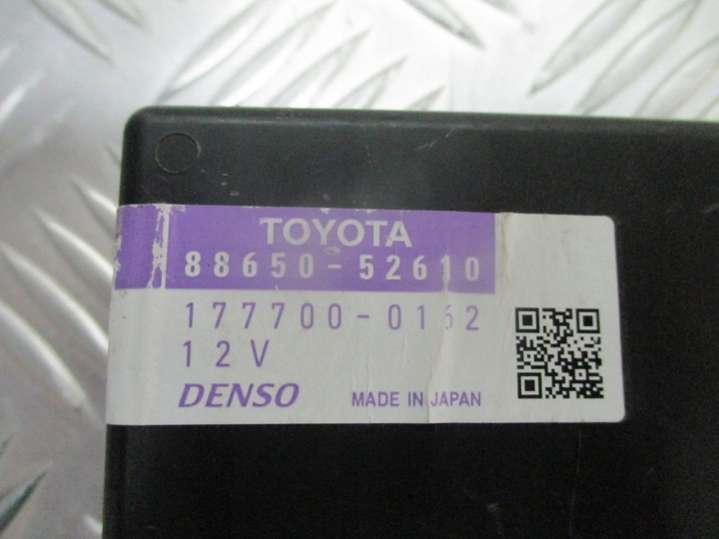 TOYOTA
88650-52610
177700-0162
12V
DENSO MADE IN JAPAN